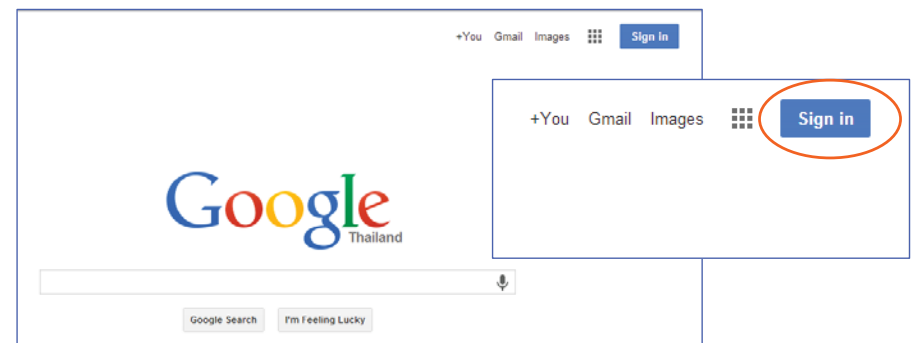 +You Gmail Images Sign in
+You Gmail Images Sign in
Google
Thailand
Google Search I'm Feeling Lucky